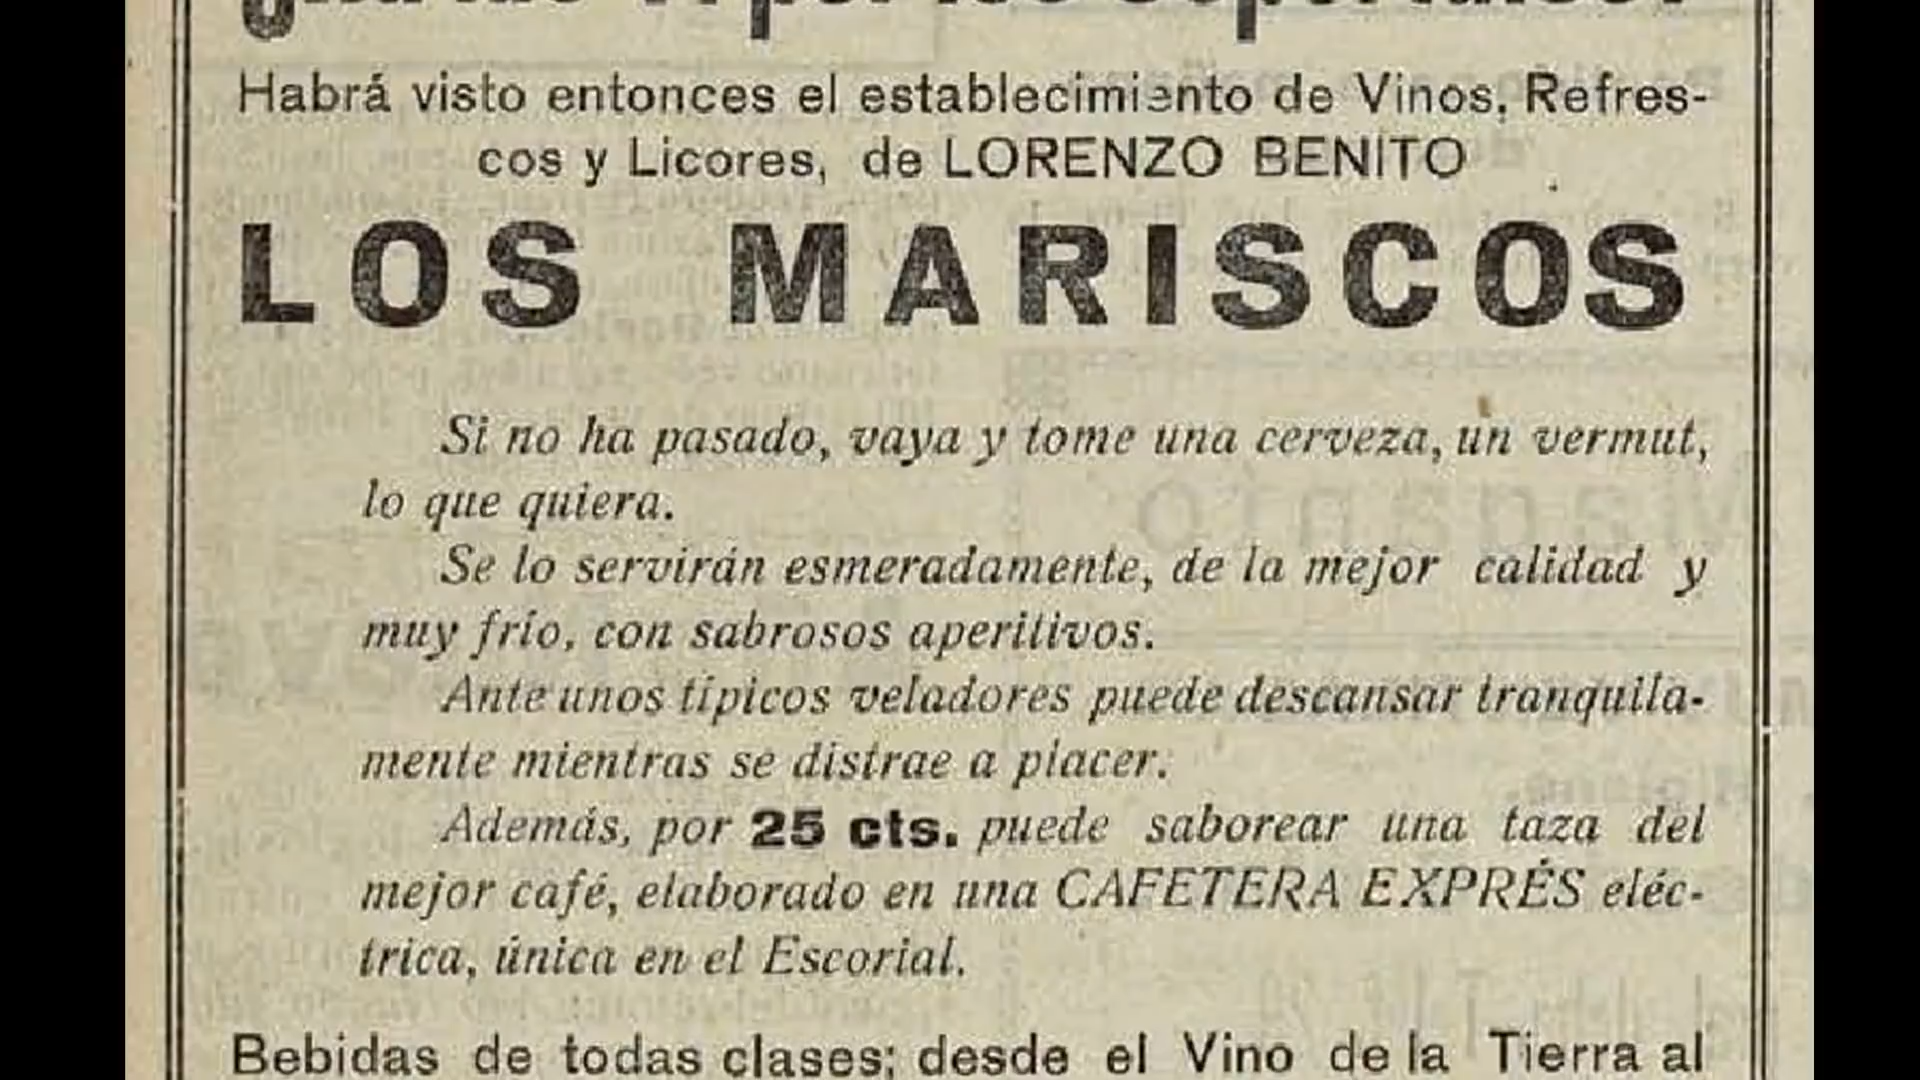 Habrá visto entonces el establecimiento de Vinos, Refres-
cos y Licores, de LORENZO BENITO
LOS MARISCOS
Si no ha pasado, vaya y tome una cerveza, un vermut,
lo que quiera.
Se lo servirán esmeradamente, de la mejor calidad y
muy frío, con sabrosos aperitivos.
Ante unos típicos veladores puede descansar tranquila-
mente mientras se distrae a placer.
Además, por 25 cts. puede saborear una taza del
mejor café, elaborado en una CAFETERA EXPRÉS eléc-
trica, única en el Escorial.
Bebidas de todas clases; desde el Vino de la Tierra al